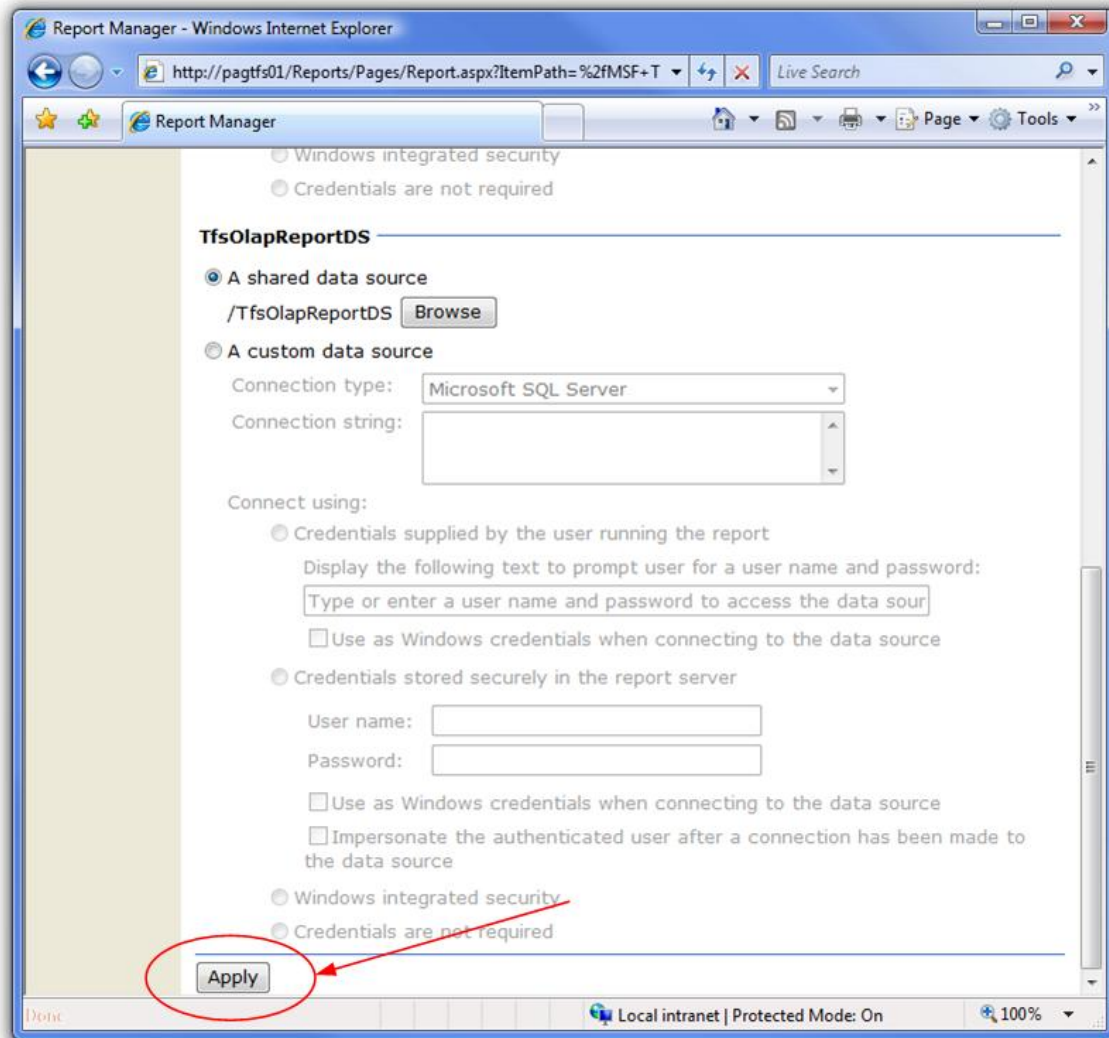 Report Manager - Windows Internet Explorer
http://pagtfs01/Reports/Pages/Report.aspx?ItemPath=%2fMSF+T
Live Search
Report Manager
Page
Tools
Windows integrated security
Credentials are not required
TfsOlapReportDS
A shared data source
/TfsOlapReportDS Browse
A custom data source
Connection type: Microsoft SQL Server
Connection string:
Connect using:
Credentials supplied by the user running the report
Display the following text to prompt user for a user name and password:
Type or enter a user name and password to access the data sour
Use as Windows credentials when connecting to the data source
Credentials stored securely in the report server
User name:
Password:
Use as Windows credentials when connecting to the data source
Impersonate the authenticated user after a connection has been made to
the data source
Windows integrated security
Credentials are not required
Apply
Done
Local intranet | Protected Mode: On
100%